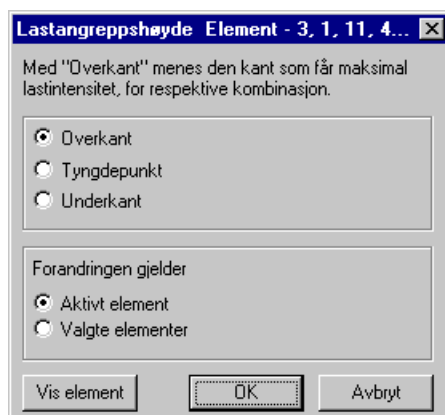 Lastangreppshøyde Element - 3, 1, 11, 4...
Med "Overkant" menes den kant som får maksimal
lastintensitet, for respektive kombinasjon.
Overkant
Tyngdepunkt
Underkant
Forandringen gjelder
Aktivt element
Valgte elementer
Vis element OK Avbryt